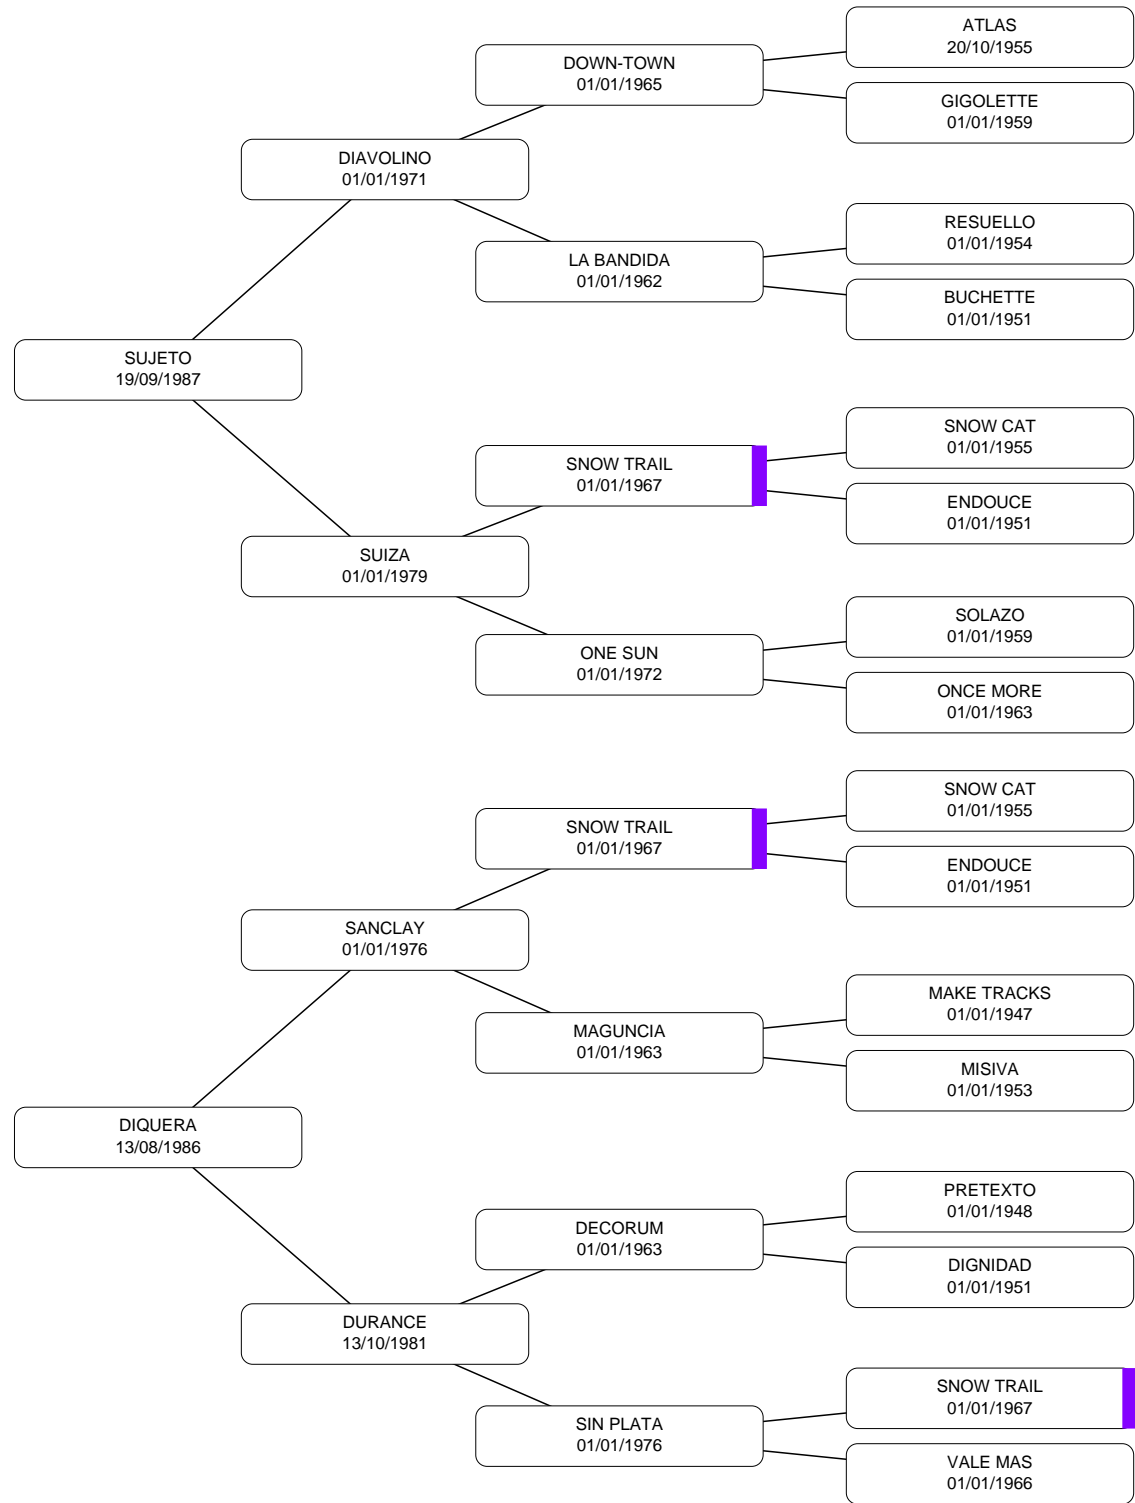 ATLAS
20/10/1955
DOWN-TOWN
01/01/1965
GIGOLETTE
01/01/1959
DIAVOLINO
01/01/1971
RESUELLO
01/01/1954
LA BANDIDA
01/01/1962
BUCHETTE
01/01/1951
SUJETO
19/09/1987
SNOW CAT
01/01/1955
SNOW TRAIL
01/01/1967
ENDOUCE
01/01/1951
SUIZA
01/01/1979
SOLAZO
01/01/1959
ONE SUN
01/01/1972
ONCE MORE
01/01/1963
SNOW CAT
01/01/1955
SNOW TRAIL
01/01/1967
ENDOUCE
01/01/1951
SANCLAY
01/01/1976
MAKE TRACKS
01/01/1947
MAGUNCIA
01/01/1963
MISIVA
01/01/1953
DIQUERA
13/08/1986
PRETEXTO
01/01/1948
DECORUM
01/01/1963
DIGNIDAD
01/01/1951
DURANCE
13/10/1981
SNOW TRAIL
01/01/1967
SIN PLATA
01/01/1976
VALE MAS
01/01/1966